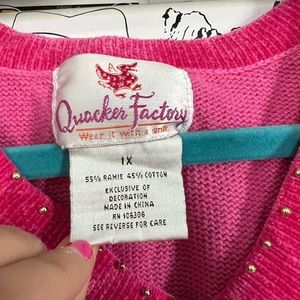 Quacker Factory
Wear it with a smile
1X
55% RAMIE 45% COTTON
EXCLUSIVE OF
DECORATION
MADE IN CHINA
RN 108306
SEE REVERSE FOR CARE